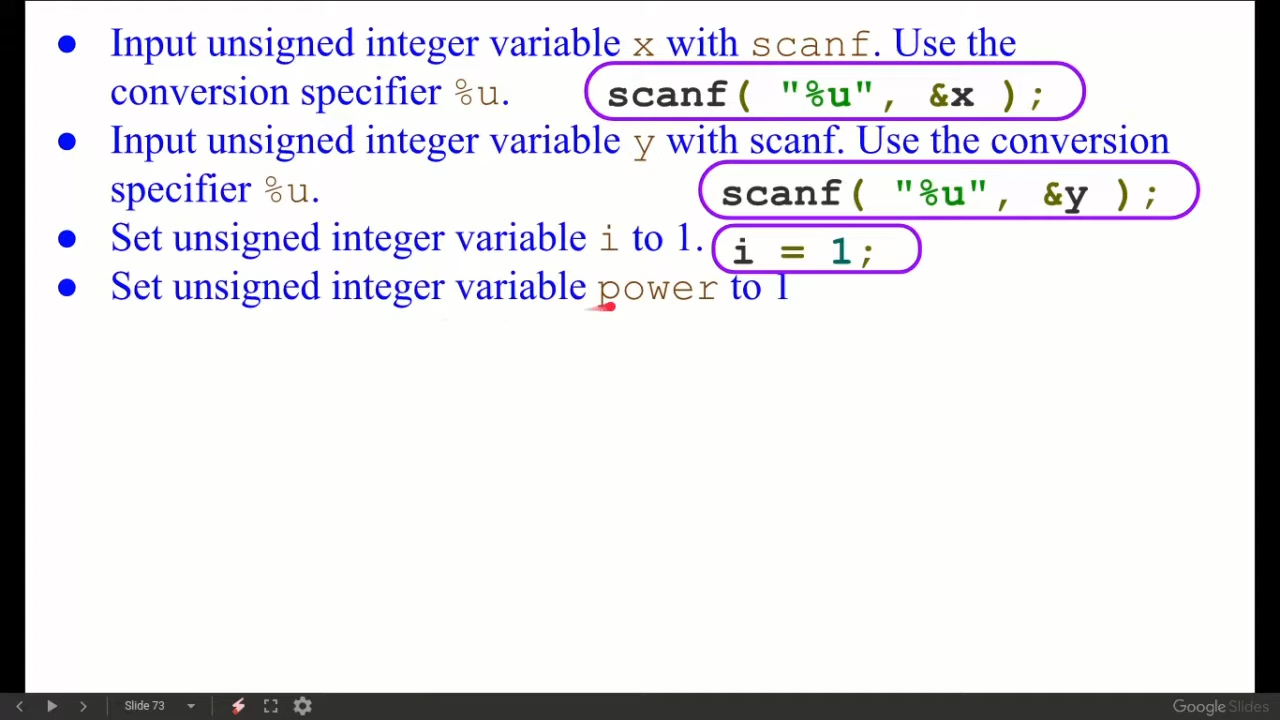 ● Input unsigned integer variable x with scanf. Use the
conversion specifier %u. scanf( "%u", &x );
● Input unsigned integer variable y with scanf. Use the conversion
specifier %u. scanf( "%u", &y );
● Set unsigned integer variable i to 1. i = 1;
● Set unsigned integer variable power to 1
Slide 73 Google Slides